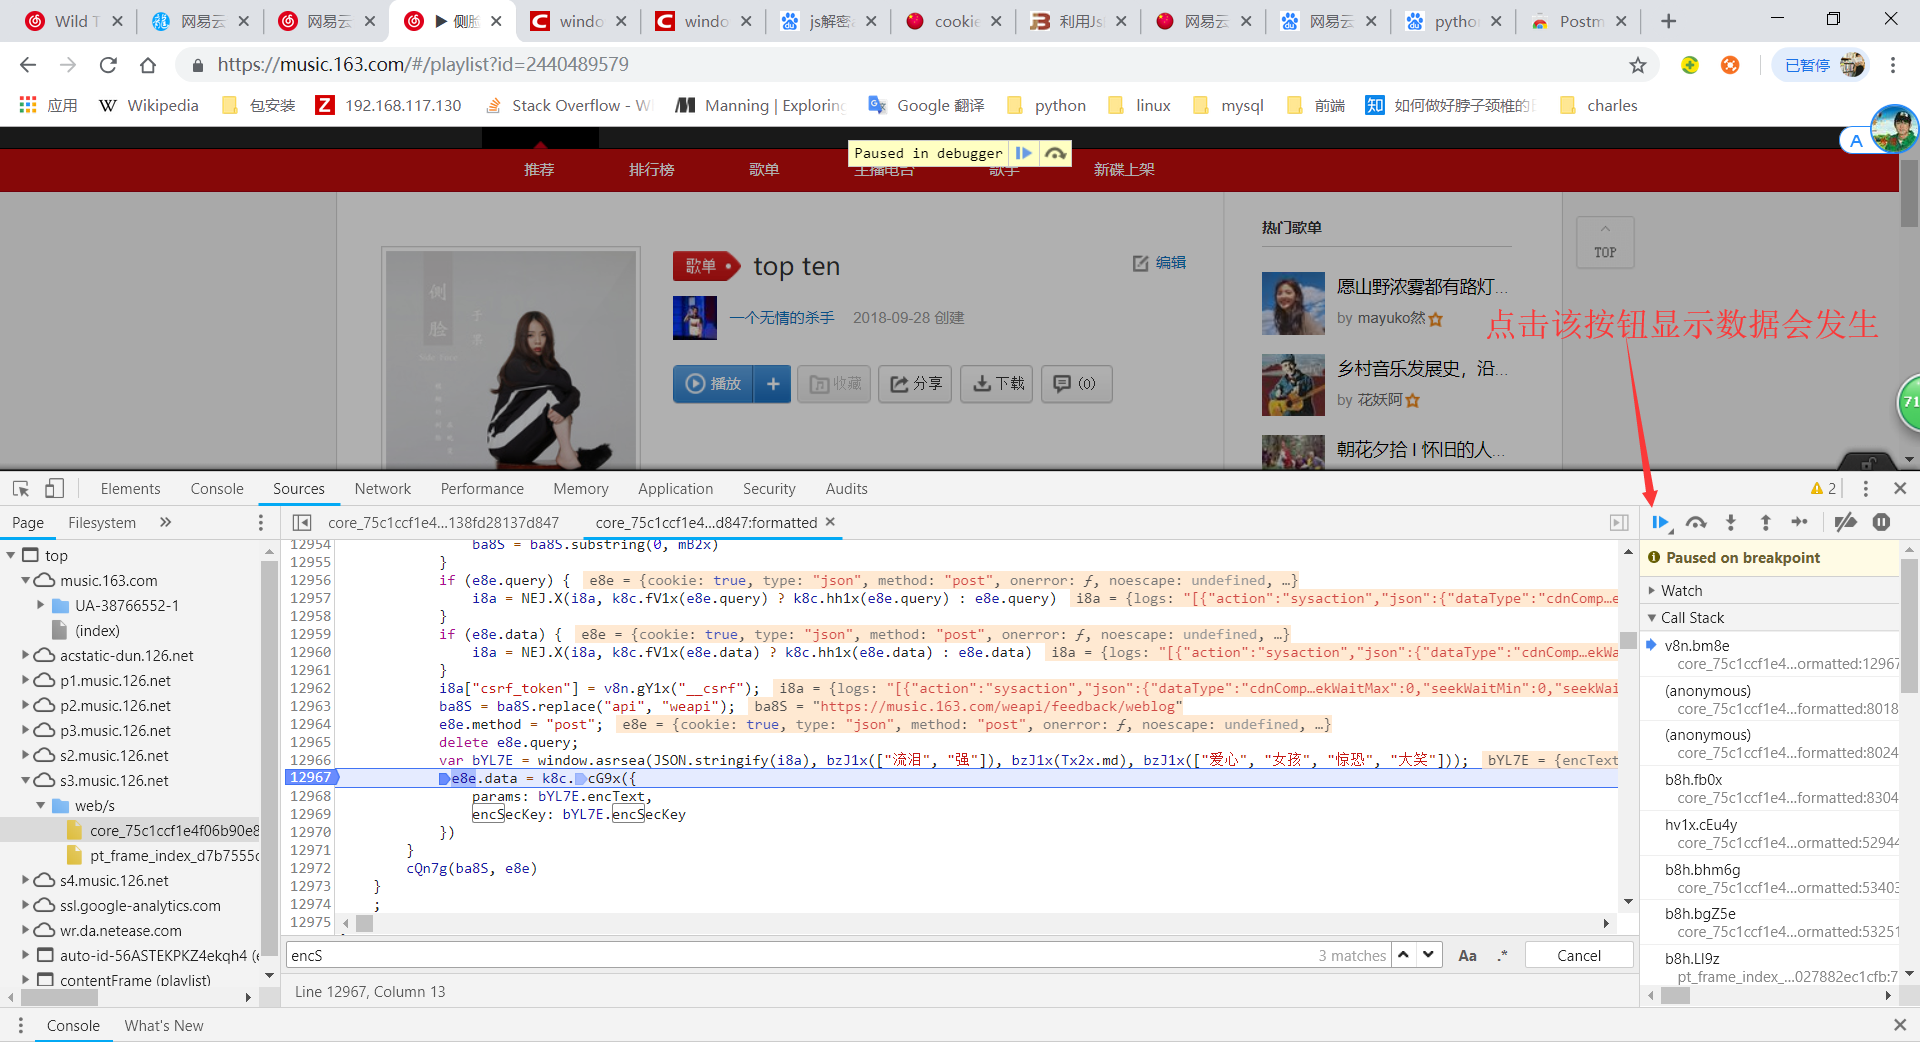 Wild T
网易云
网易云
▶ 侧脸
windo
windo
js解密a
cookie
利用Jsl
网易云
网易云
pytho
Postm
https://music.163.com/#/playlist?id=2440489579
已暂停
应用
Wikipedia
包安装
192.168.117.130
Stack Overflow - W
Manning | Exploring
Google 翻译
python
linux
mysql
前端
如何做好脖子颈椎的
charles
Paused in debugger
推荐
排行榜
歌单
主播电台
歌手
新碟上架
A
歌单
top ten
编辑
一个无情的杀手
2018-09-28 创建
播放
收藏
分享
下载
(0)
侧
脸
热门歌单
愿山野浓雾都有路灯...
by mayuko然
乡村音乐发展史，沿...
by 花妖阿
朝花夕拾 I 怀旧的人...
TOP
点击该按钮显示数据会发生
71
Elements
Console
Sources
Network
Performance
Memory
Application
Security
Audits
2
Page
Filesystem
core_75c1ccf1e4...138fd28137d847
core_75c1ccf1e4...d847:formatted
top
music.163.com
UA-38766552-1
(index)
acstatic-dun.126.net
p1.music.126.net
p2.music.126.net
p3.music.126.net
s2.music.126.net
s3.music.126.net
web/s
core_75c1ccf1e4f06b90e8
pt_frame_index_d7b7555c
s4.music.126.net
ssl.google-analytics.com
wr.da.netease.com
auto-id-56ASTEKPKZ4ekqh4 (e
contentFrame (playlist)
12954 ba8S = ba8S.substring(0, mB2x)
12955 }
12956 if (e8e.query) { e8e = {cookie: true, type: "json", method: "post", onerror: ƒ, noescape: undefined, …}
12957 i8a = NEJ.X(i8a, k8c.fV1x(e8e.query) ? k8c.hh1x(e8e.query) : e8e.query) i8a = {logs: "[{"action":"sysaction","json":{"dataType":"cdnComp…e
12958 }
12959 if (e8e.data) { e8e = {cookie: true, type: "json", method: "post", onerror: ƒ, noescape: undefined, …}
12960 i8a = NEJ.X(i8a, k8c.fV1x(e8e.data) ? k8c.hh1x(e8e.data) : e8e.data) i8a = {logs: "[{"action":"sysaction","json":{"dataType":"cdnComp…ekWa
12961 }
12962 i8a["csrf_token"] = v8n.gY1x("__csrf"); i8a = {logs: "[{"action":"sysaction","json":{"dataType":"cdnComp…ekWaitMax":0,"seekWaitMin":0,"seekWai
12963 ba8S = ba8S.replace("api", "weapi"); ba8S = "https://music.163.com/weapi/feedback/weblog"
12964 e8e.method = "post"; e8e = {cookie: true, type: "json", method: "post", onerror: ƒ, noescape: undefined, …}
12965 delete e8e.query;
12966 var bYL7E = window.asrsea(JSON.stringify(i8a), bzJ1x(["流泪", "强"]), bzJ1x(Tx2x.md), bzJ1x(["爱心", "女孩", "惊恐", "大笑"])); bYL7E = {encText
12967 e8e.data = k8c.cG9x({
12968 params: bYL7E.encText,
12969 encSecKey: bYL7E.encSecKey
12970 })
12971 }
12972 cQn7g(ba8S, e8e)
12973 }
12974 ;
12975
encS
3 matches
Aa
.*
Cancel
Line 12967, Column 13
Paused on breakpoint
Watch
Call Stack
v8n.bm8e
core_75c1ccf1e4...ormatted:12967
(anonymous)
core_75c1ccf1e4...formatted:8018
(anonymous)
core_75c1ccf1e4...formatted:8024
b8h.fb0x
core_75c1ccf1e4...formatted:8304
hv1x.cEu4y
core_75c1ccf1e4...ormatted:52944
b8h.bhm6g
core_75c1ccf1e4...ormatted:53403
b8h.bgZ5e
core_75c1ccf1e4...ormatted:53251
b8h.LI9z
pt_frame_index_...027882ec1cfb:7
Console
What's New